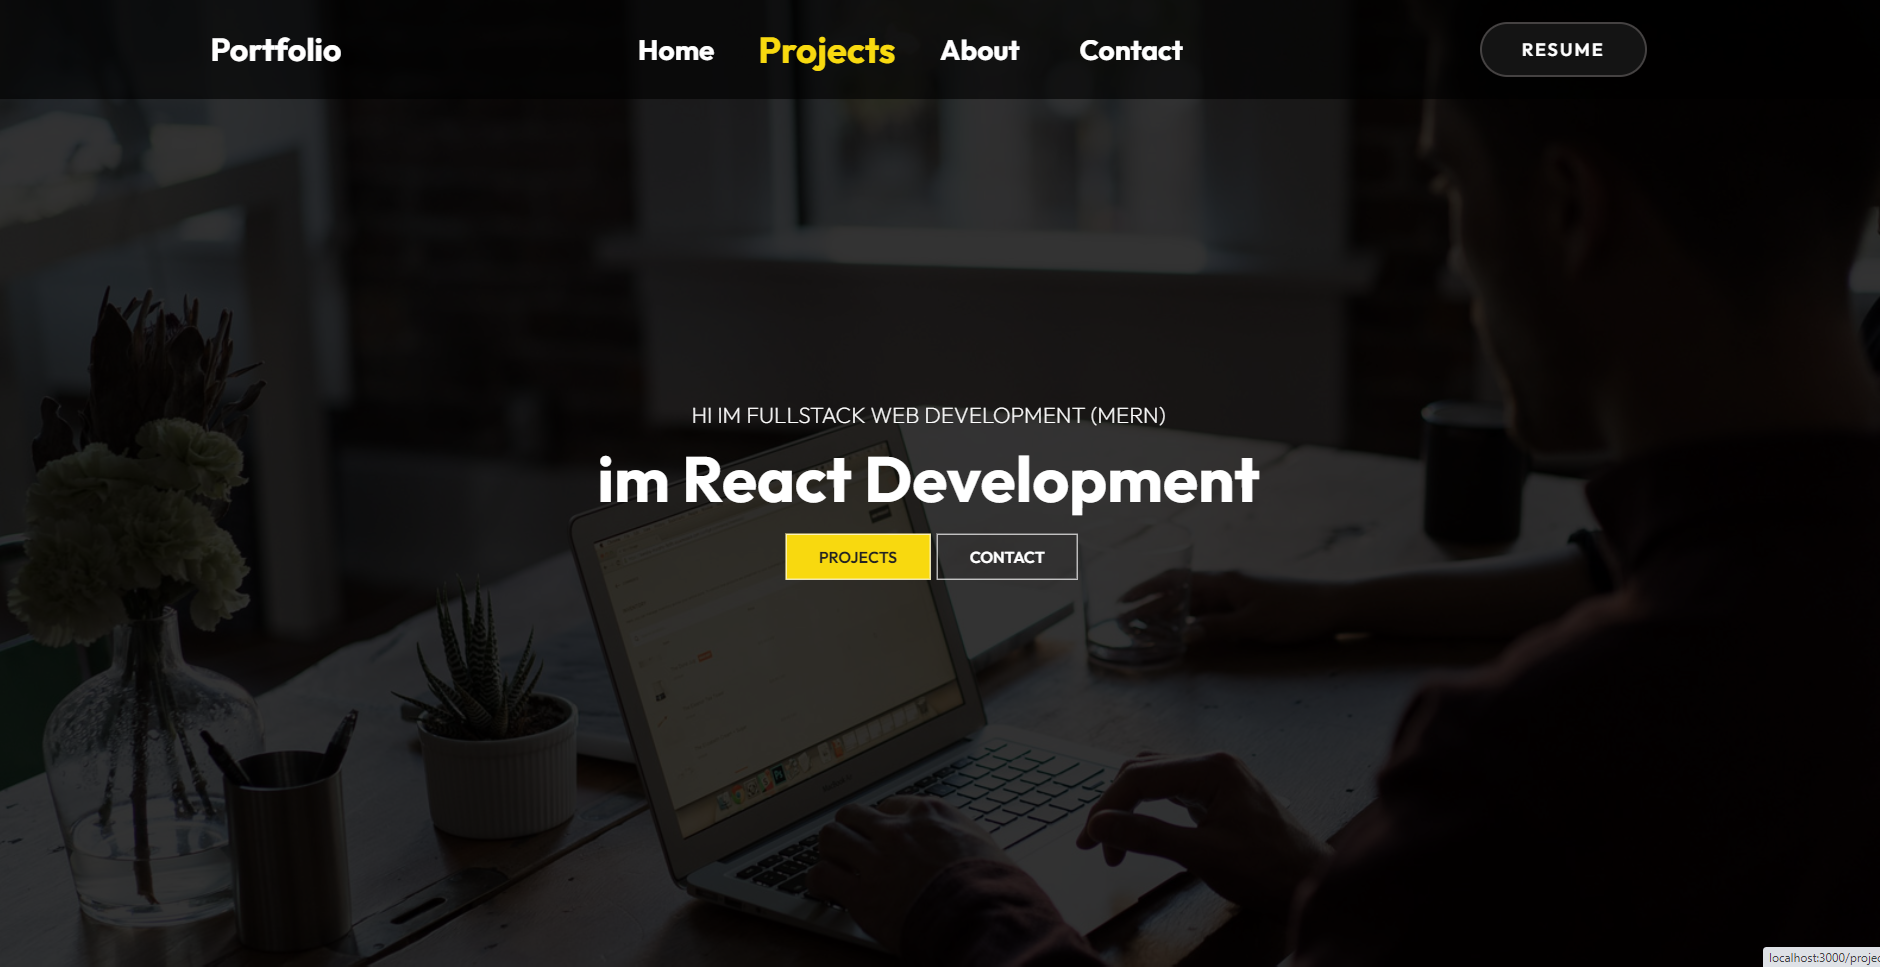 Portfolio Home Projects About Contact RESUME
HI IM FULLSTACK WEB DEVELOPMENT (MERN)
im React Development
PROJECTS CONTACT
localhost:3000/projec